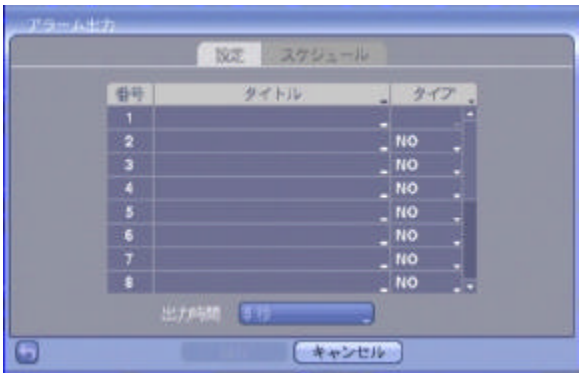 アラーム出力
設定 スケジュール
番号 タイトル タイプ
1
2 NO
3 NO
4 NO
5 NO
6 NO
7 NO
8 NO
出力時間
キャンセル